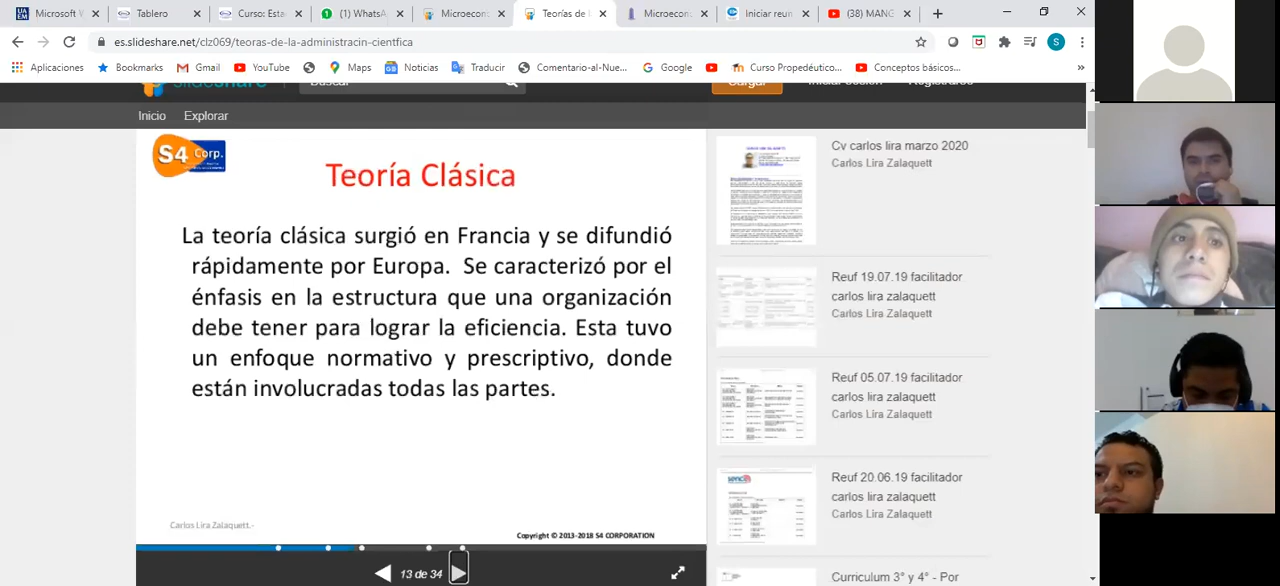 Microsoft W
Tablero
Curso: Esta
(1) WhatsA
Microecon
Teorías de l
Microecon
Iniciar reun
(38) MANG
es.slideshare.net/clz069/teoras-de-la-administracin-cientfica
S
Aplicaciones
Bookmarks
Gmail
YouTube
Maps
Noticias
Traducir
Comentario-al-Nue...
Google
Curso Propedéutico...
Conceptos básicos...
»
Inicio
Explorar
S4 Corp.
Teoría Clásica
La teoría clásica surgió en Francia y se difundió
rápidamente por Europa. Se caracterizó por el
énfasis en la estructura que una organización
debe tener para lograr la eficiencia. Esta tuvo
un enfoque normativo y prescriptivo, donde
están involucradas todas las partes.
Carlos Lira Zalaquett.-
Copyright © 2013-2018 S4 CORPORATION
13 de 34
Cv carlos lira marzo 2020
Carlos Lira Zalaquett
Reuf 19.07.19 facilitador
carlos lira zalaquett
Carlos Lira Zalaquett
Reuf 05.07.19 facilitador
carlos lira zalaquett
Carlos Lira Zalaquett
Reuf 20.06.19 facilitador
carlos lira zalaquett
Carlos Lira Zalaquett
Curriculum 3° y 4° - Por